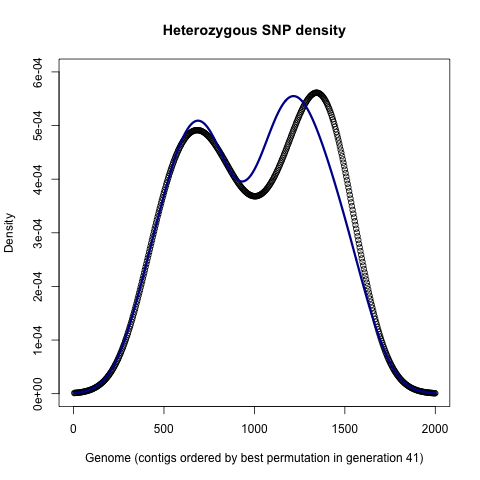 Heterozygous SNP density
Density
6e-04
5e-04
4e-04
3e-04
2e-04
1e-04
0e+00
0 500 1000 1500 2000
Genome (contigs ordered by best permutation in generation 41)